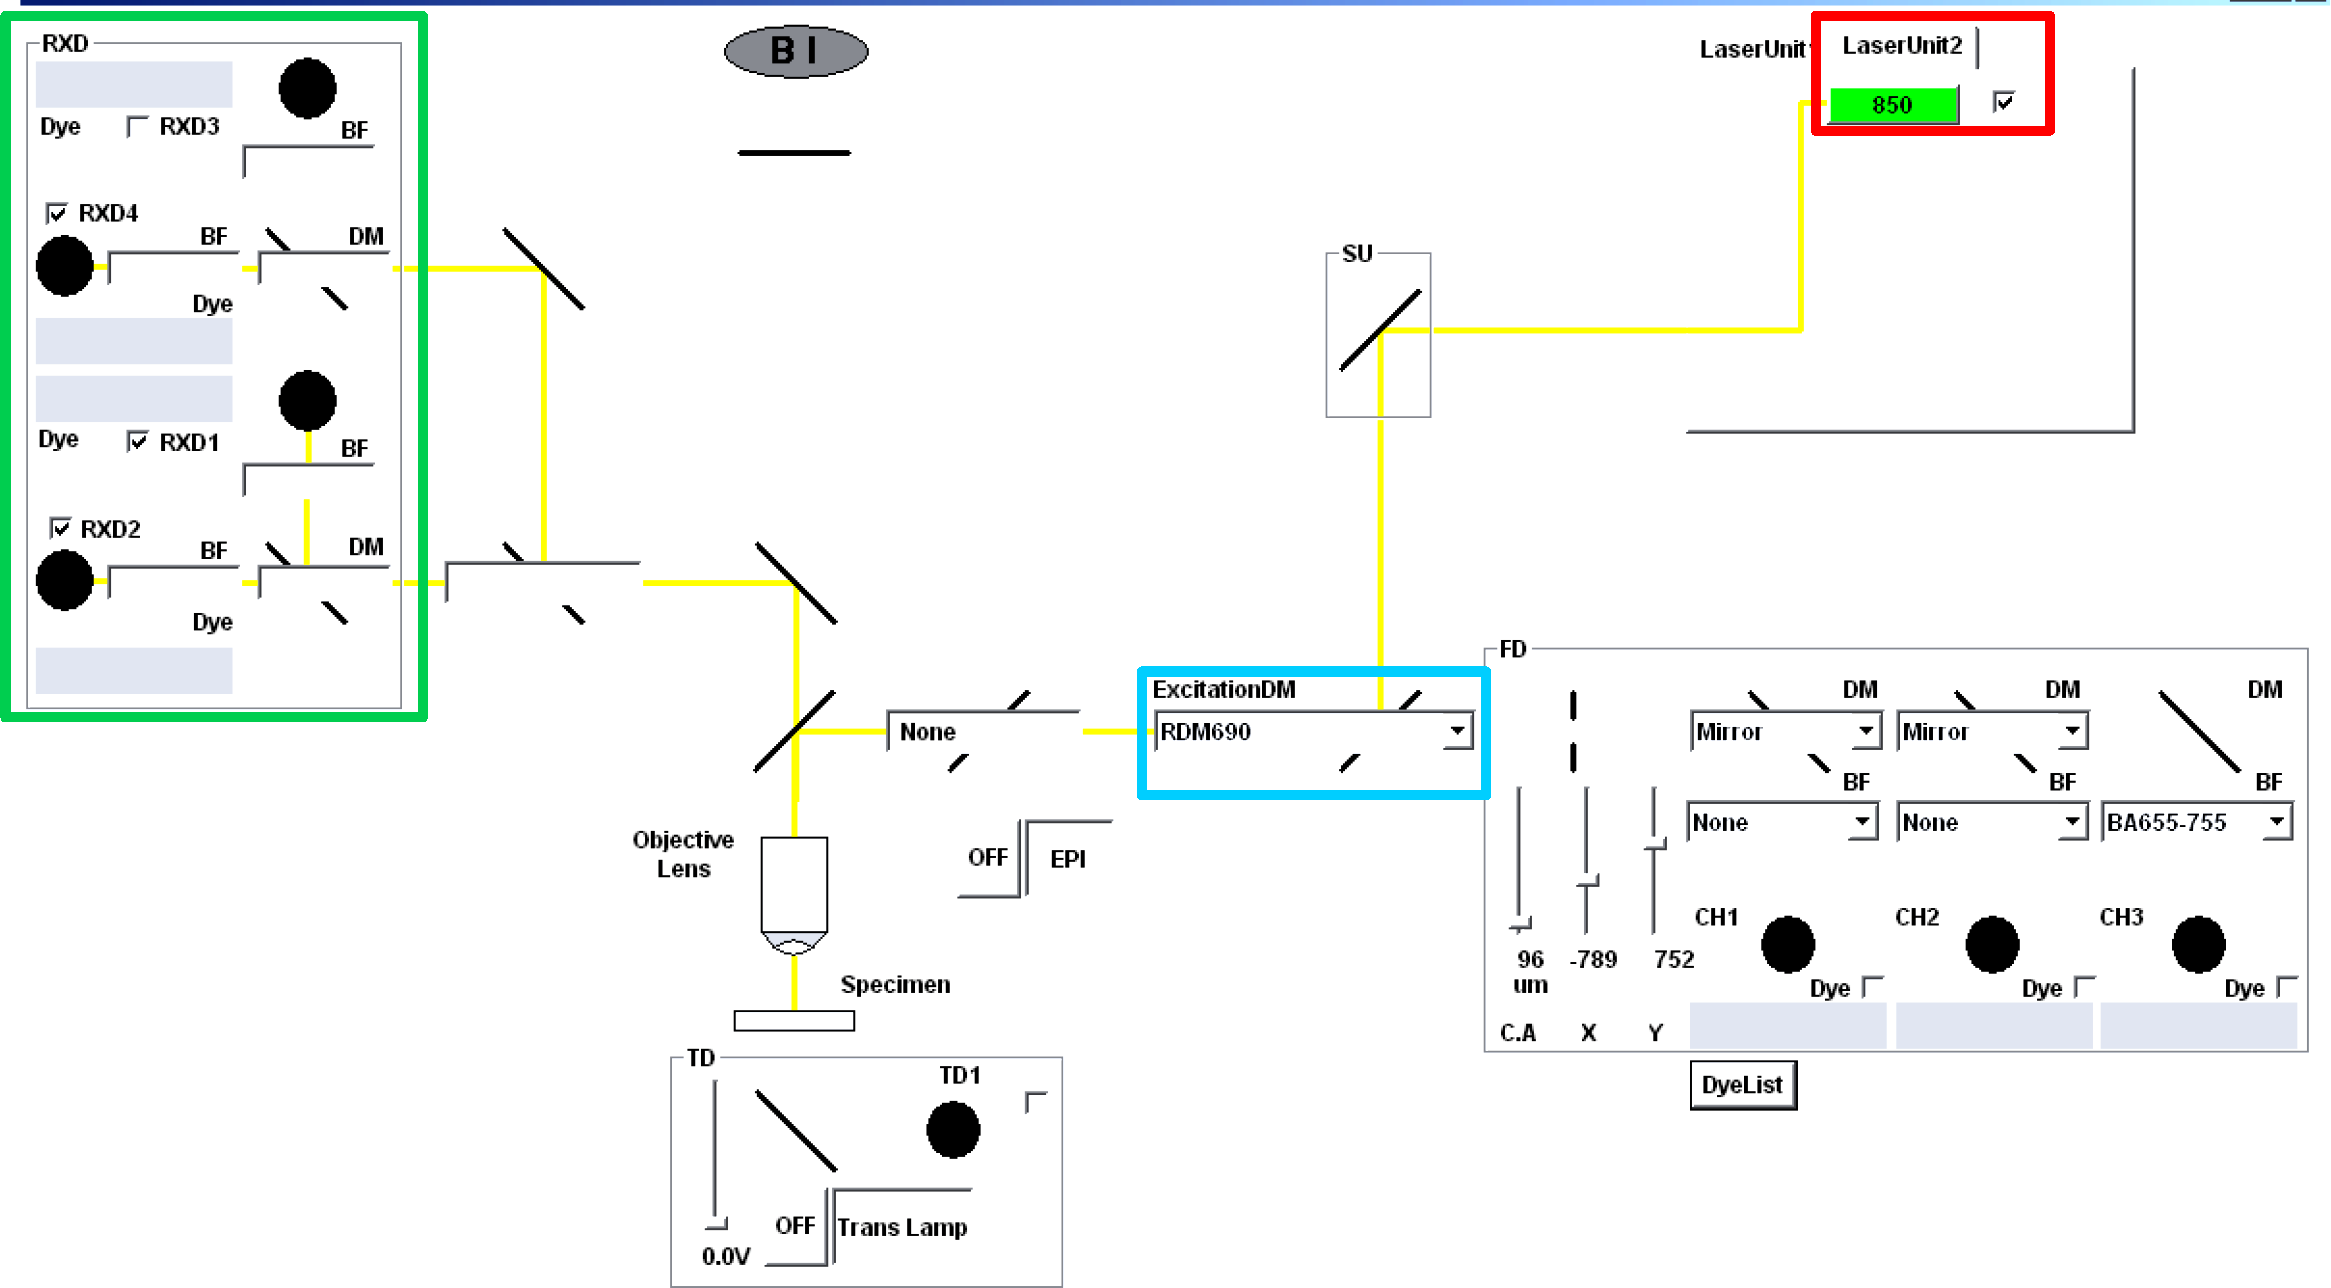 RXD
Dye RXD3
BF
RXD4
BF
DM
Dye
Dye RXD1
BF
RXD2
BF
DM
Dye
B I
LaserUnit
LaserUnit2
850
SU
ExcitationDM
None
RDM690
Objective
Lens
OFF
EPI
Specimen
TD
TD1
OFF
Trans Lamp
0.0V
FD
DM
DM
DM
Mirror
Mirror
BF
BF
BF
None
None
BA655-755
CH1
CH2
CH3
96
um
-789
752
Dye
Dye
Dye
C.A
X
Y
DyeList